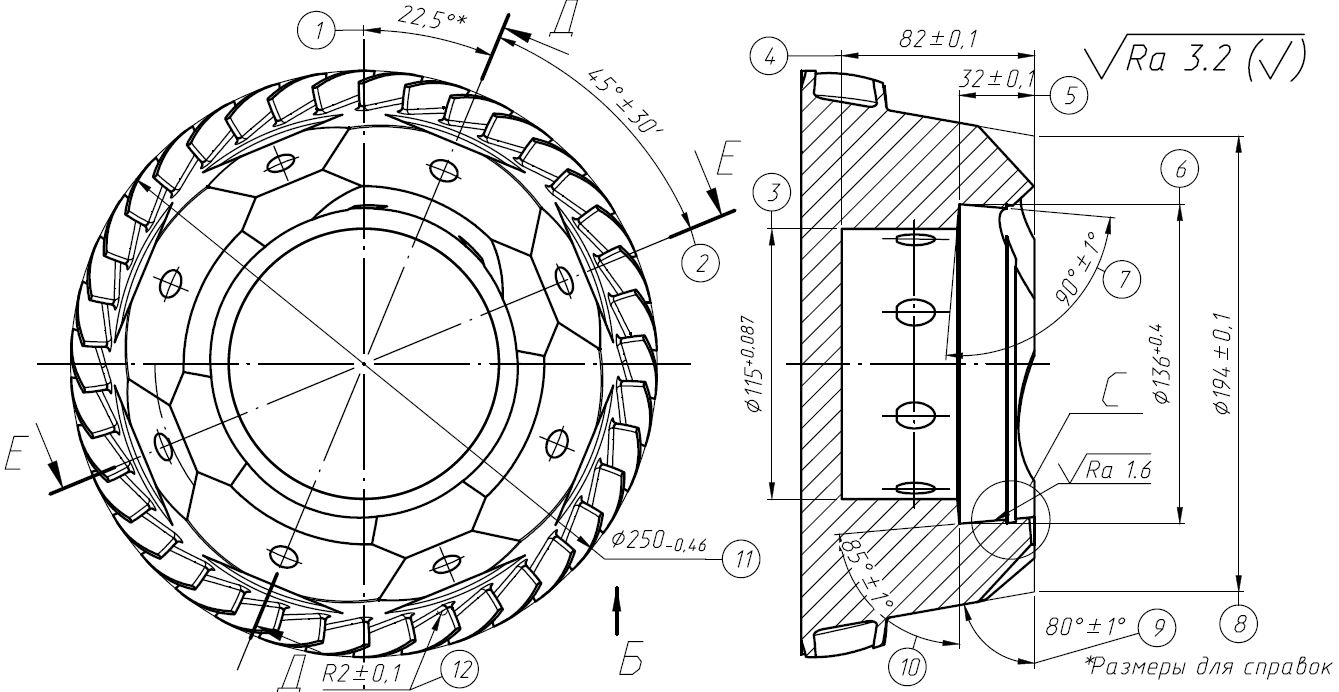 1
22,5°*
Д
45°±30′
Е
2
Е
Ø250-0,46
11
Д
R2±0,1
12
Б
4
82±0,1
32±0,1
5
Ra 3.2 (√)
3
6
90°±1°
7
Ø115+0,087
Ø136+0,4
Ø194±0,1
С
Ra 1.6
85°±1°
10
80°±1°
9
8
*Размеры для справок